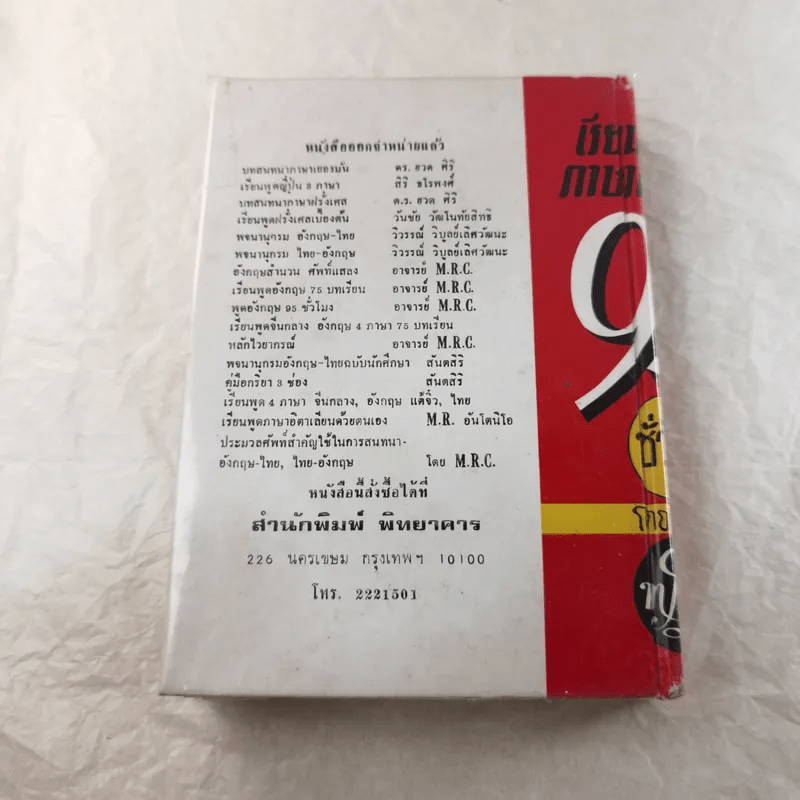 หนังสือออกจำหน่ายแล้ว
บทสนทนาภาษาเยอรมัน ดร. ฮวด ศิริ
เรียนพูดญี่ปุ่น 3 ภาษา สิริ ขโรพงศ์
บทสนทนาภาษาฝรั่งเศส ด.ร. ฮวด ศิริ
เรียนพูดฝรั่งเศสเบื้องต้น วันชัย วัฒโนทัยสิทธิ
พจนานุกรม อังกฤษ-ไทย วิวรรณ์ วิบูลย์เลิศวัฒนะ
พจนานุกรม ไทย-อังกฤษ วิวรรณ์ วิบูลย์เลิศวัฒนะ
อังกฤษสำนวน ศัพท์แสลง อาจารย์ M.R.C.
เรียนพูดอังกฤษ 75 บทเรียน อาจารย์ M.R.C.
พูดอังกฤษ 95 ชั่วโมง อาจารย์ M.R.C.
เรียนพูดจีนกลาง อังกฤษ 4 ภาษา 75 บทเรียน
หลักไวยากรณ์ อาจารย์ M.R.C.
พจนานุกรมอังกฤษ-ไทยฉบับนักศึกษา สันตสิริ
คู่มือกริยา 3 ช่อง สันตสิริ
เรียนพูด 4 ภาษา จีนกลาง, อังกฤษ แต้จิ๋ว, ไทย
เรียนพูดภาษาอิตาเลียนด้วยตนเอง M.R. อันโตนิโอ
ประมวลศัพท์สำคัญใช้ในการสนทนา-
อังกฤษ-ไทย, ไทย-อังกฤษ โดย M.R.C.
หนังสือนี้สั่งซื้อได้ที่
สำนักพิมพ์ พิทยาคาร
226 นครเขษม กรุงเทพฯ 10100
โทร. 2221501
เรียน
ภาษา
9
ชั่ว
โดย